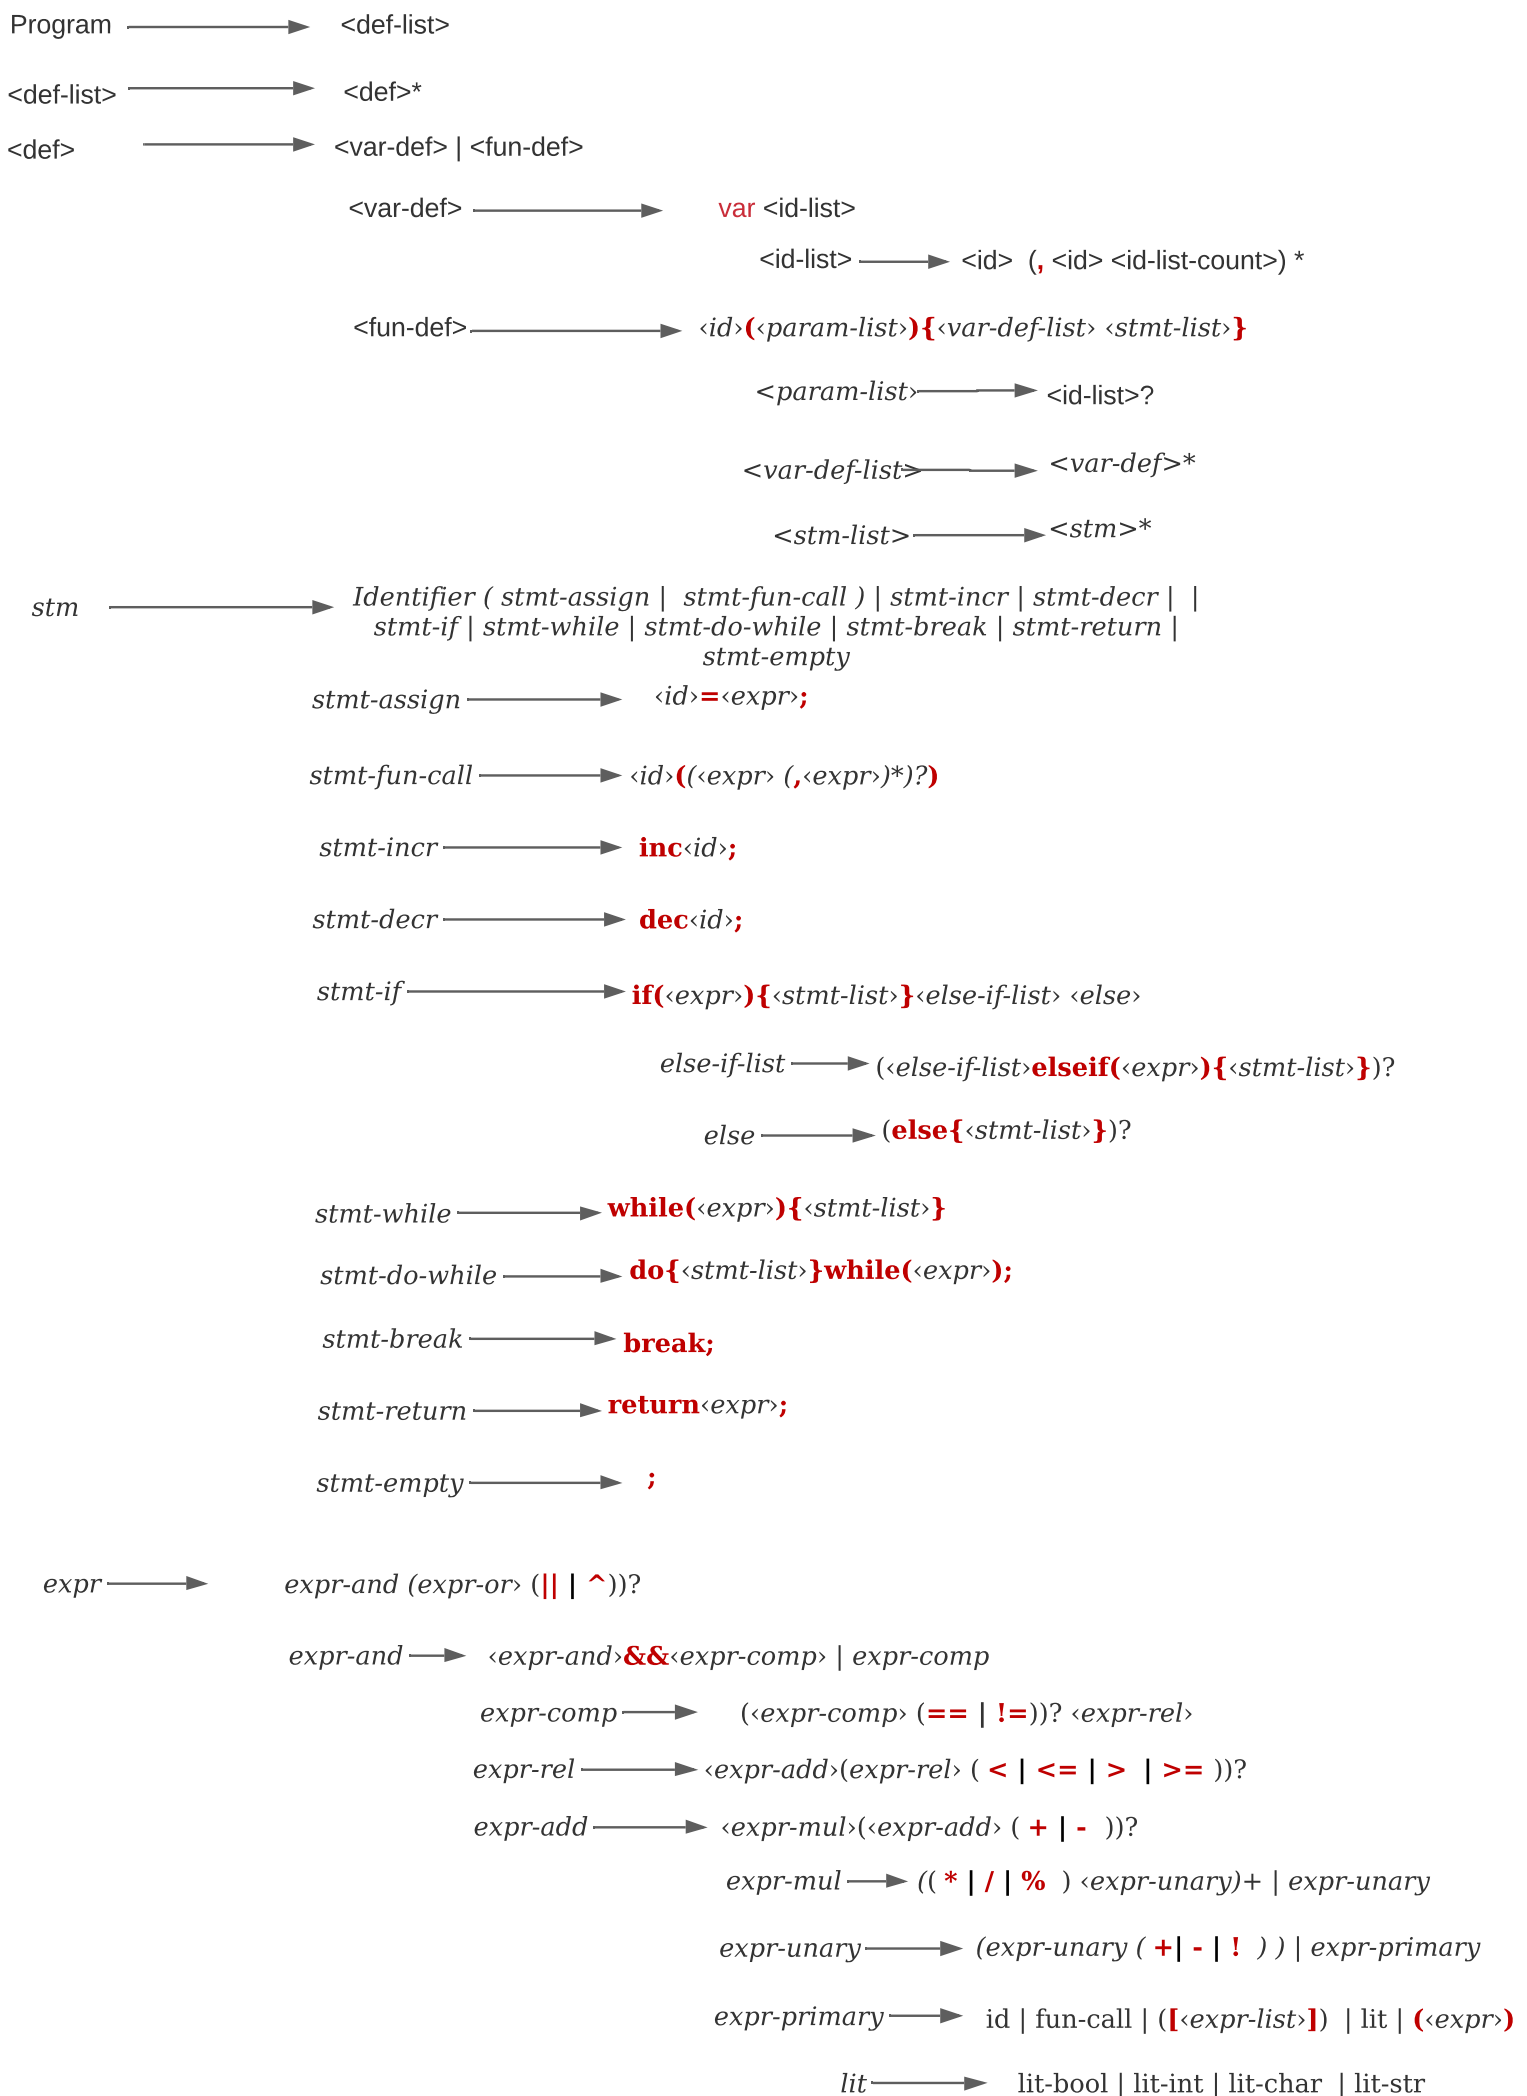 Program <def-list>
<def-list> <def>*
<def> <var-def> | <fun-def>
<var-def> var <id-list>
<id-list> <id> (, <id> <id-list-count>) *
<fun-def> ‹id›(‹param-list›){‹var-def-list› ‹stmt-list›}
<param-list› <id-list>?
<var-def-list> <var-def>*
<stm-list> <stm>*
stm Identifier ( stmt-assign | stmt-fun-call ) | stmt-incr | stmt-decr | |
stmt-if | stmt-while | stmt-do-while | stmt-break | stmt-return |
stmt-empty
stmt-assign ‹id›=‹expr›;
stmt-fun-call ‹id›((‹expr› (,‹expr›)*)?)
stmt-incr inc‹id›;
stmt-decr dec‹id›;
stmt-if if(‹expr›){‹stmt-list›}‹else-if-list› ‹else›
else-if-list (‹else-if-list›elseif(‹expr›){‹stmt-list›})?
else (else{‹stmt-list›})?
stmt-while while(‹expr›){‹stmt-list›}
stmt-do-while do{‹stmt-list›}while(‹expr›);
stmt-break break;
stmt-return return‹expr›;
stmt-empty ;
expr expr-and (expr-or› (|| | ^))?
expr-and ‹expr-and›&&‹expr-comp› | expr-comp
expr-comp (‹expr-comp› (== | !=))? ‹expr-rel›
expr-rel ‹expr-add›(expr-rel› ( < | <= | > | >= ))?
expr-add ‹expr-mul›(‹expr-add› ( + | - ))?
expr-mul (( * | / | % ) ‹expr-unary)+ | expr-unary
expr-unary (expr-unary ( +| - | ! ) ) | expr-primary
expr-primary id | fun-call | ([‹expr-list›]) | lit | (‹expr›)
lit lit-bool | lit-int | lit-char | lit-str